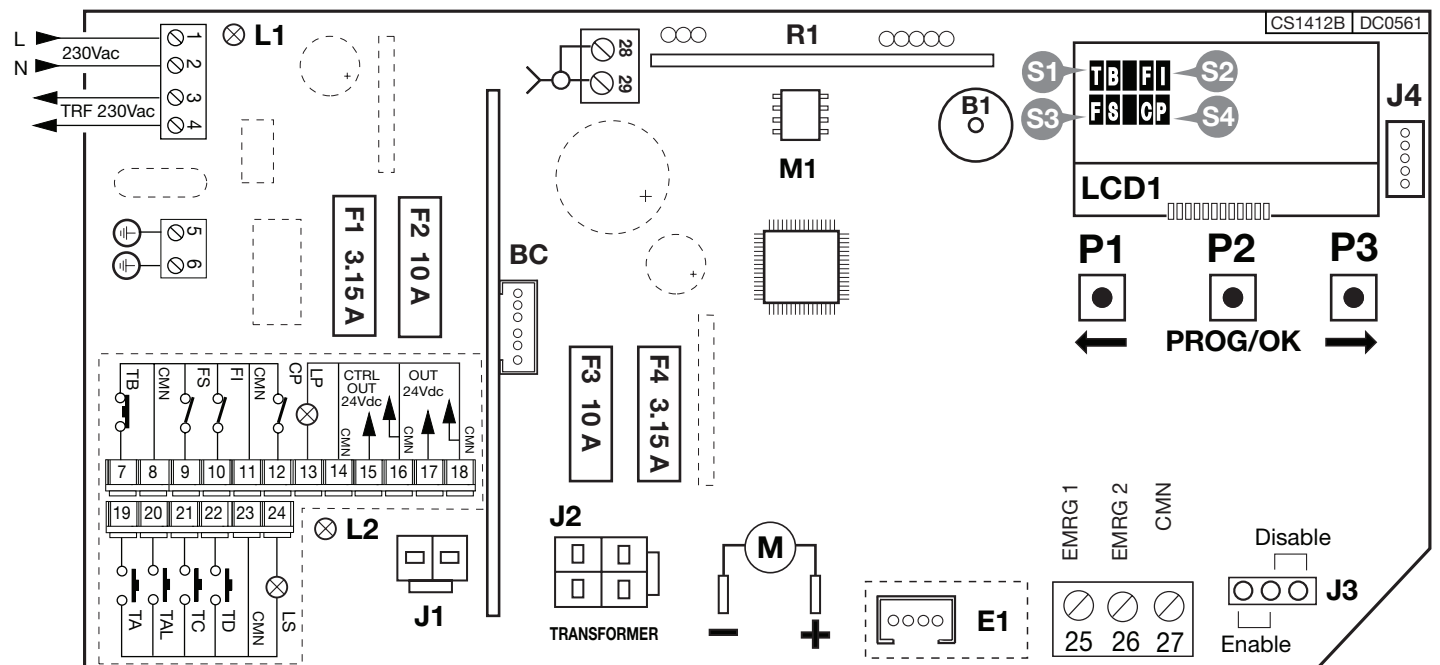 CS1412B DC0561
L 230Vac
N
TRF 230Vac
1
2
3
4
L1
28
29
R1
B1
M1
S1 TB FI S2
S3 FS CP S4
LCD1
J4
5
6
F1 3.15 A
F2 10 A
BC
P1 P2 P3
PROG/OK
TB CMN FS FI CMN CP LP CTRL OUT 24Vdc OUT 24Vdc
CMN CMN CMN
7 8 9 10 11 12 13 14 15 16 17 18
19 20 21 22 23 24
TA TAL TC TD CMN LS
L2
J1
F3 10 A
F4 3.15 A
J2
TRANSFORMER
M
− +
E1
EMRG 1 EMRG 2 CMN
25 26 27
Disable
J3
Enable